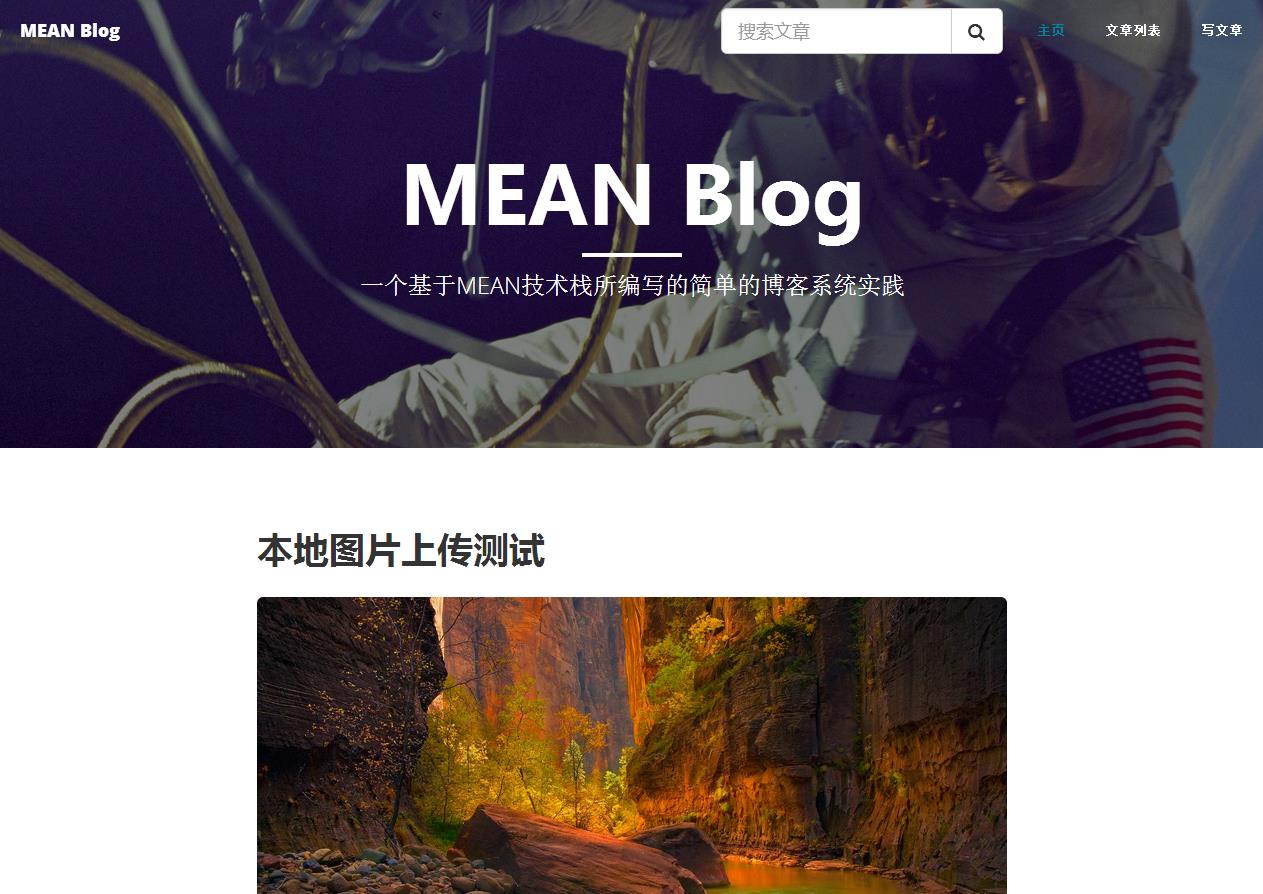 MEAN Blog
搜索文章
主页
文章列表
写文章
MEAN Blog
一个基于MEAN技术栈所编写的简单的博客系统实践
本地图片上传测试